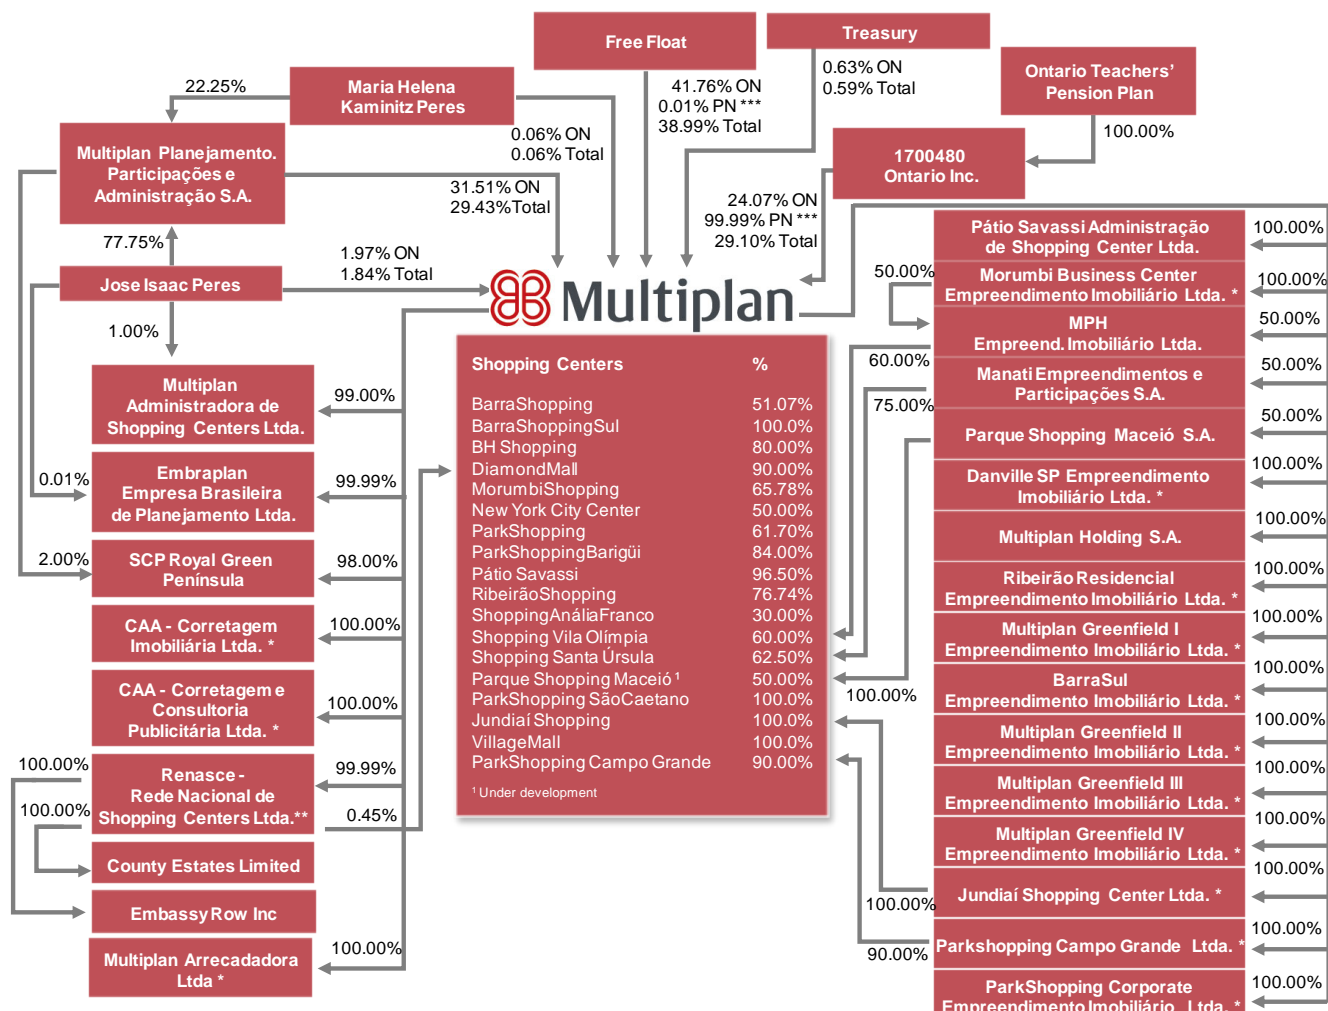 Free Float
Treasury
Maria Helena
Kaminitz Peres
Ontario Teachers'
Pension Plan
22.25%
41.76% ON
0.01% PN ***
38.99% Total
0.63% ON
0.59% Total
100.00%
Multiplan Planejamento.
Participações e
Administração S.A.
0.06% ON
0.06% Total
1700480
Ontario Inc.
31.51% ON
29.43%Total
24.07% ON
99.99% PN ***
29.10% Total
77.75%
Jose Isaac Peres
1.97% ON
1.84% Total
1.00%
Multiplan
Multiplan
Administradora de
Shopping Centers Ltda.
99.00%
0.01%
Embraplan
Empresa Brasileira
de Planejamento Ltda.
99.99%
2.00%
SCP Royal Green
Península
98.00%
CAA - Corretagem
Imobiliária Ltda. *
100.00%
CAA - Corretagem e
Consultoria
Publicitária Ltda. *
100.00%
100.00%
Renasce -
Rede Nacional de
Shopping Centers Ltda.**
99.99%
100.00%
0.45%
County Estates Limited
Embassy Row Inc
Multiplan Arrecadadora
Ltda *
100.00%
Shopping Centers %
BarraShopping 51.07%
BarraShoppingSul 100.0%
BH Shopping 80.00%
DiamondMall 90.00%
MorumbiShopping 65.78%
New York City Center 50.00%
ParkShopping 61.70%
ParkShoppingBarigüi 84.00%
Pátio Savassi 96.50%
RibeirãoShopping 76.74%
ShoppingAnáliaFranco 30.00%
Shopping Vila Olímpia 60.00%
Shopping Santa Úrsula 62.50%
Parque Shopping Maceió ¹ 50.00%
ParkShopping SãoCaetano 100.0%
Jundiaí Shopping 100.0%
VillageMall 100.0%
ParkShopping Campo Grande 90.00%
¹ Under development
Pátio Savassi Administração
de Shopping Center Ltda.
100.00%
50.00%
Morumbi Business Center
Empreendimento Imobiliário Ltda. *
100.00%
MPH
Empreend. Imobiliário Ltda.
50.00%
60.00%
Manati Empreendimentos e
Participações S.A.
50.00%
75.00%
Parque Shopping Maceió S.A.
50.00%
100.00%
Danville SP Empreendimento
Imobiliário Ltda. *
100.00%
Multiplan Holding S.A.
100.00%
Ribeirão Residencial
Empreendimento Imobiliário Ltda. *
100.00%
Multiplan Greenfield I
Empreendimento Imobiliário Ltda. *
100.00%
BarraSul
Empreendimento Imobiliário Ltda. *
100.00%
Multiplan Greenfield II
Empreendimento Imobiliário Ltda. *
100.00%
Multiplan Greenfield III
Empreendimento Imobiliário Ltda. *
100.00%
Multiplan Greenfield IV
Empreendimento Imobiliário Ltda. *
100.00%
Jundiaí Shopping Center Ltda. *
100.00%
100.00%
Parkshopping Campo Grande Ltda. *
100.00%
90.00%
ParkShopping Corporate
Empreendimento Imobiliário Ltda. *
100.00%